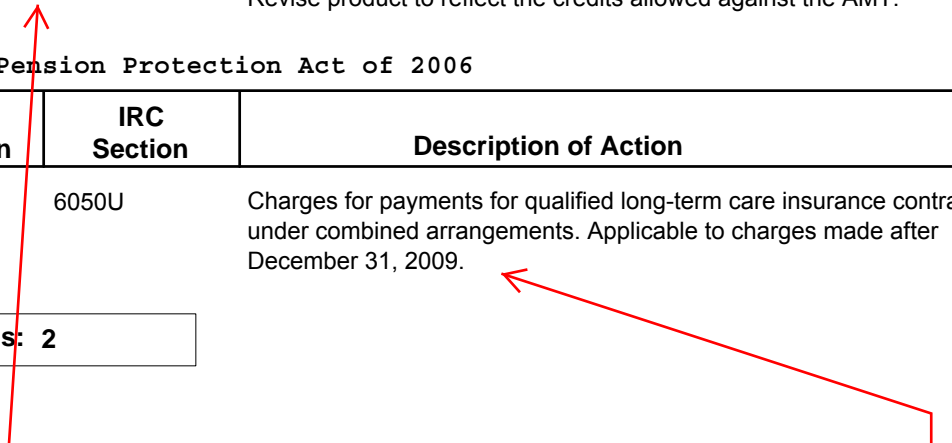 Revise product to reflect the credits allowed against the AMT.
Pension Protection Act of 2006
n
IRC
Section
Description of Action
6050U
Charges for payments for qualified long-term care insurance contra
under combined arrangements. Applicable to charges made after
December 31, 2009.
s: 2